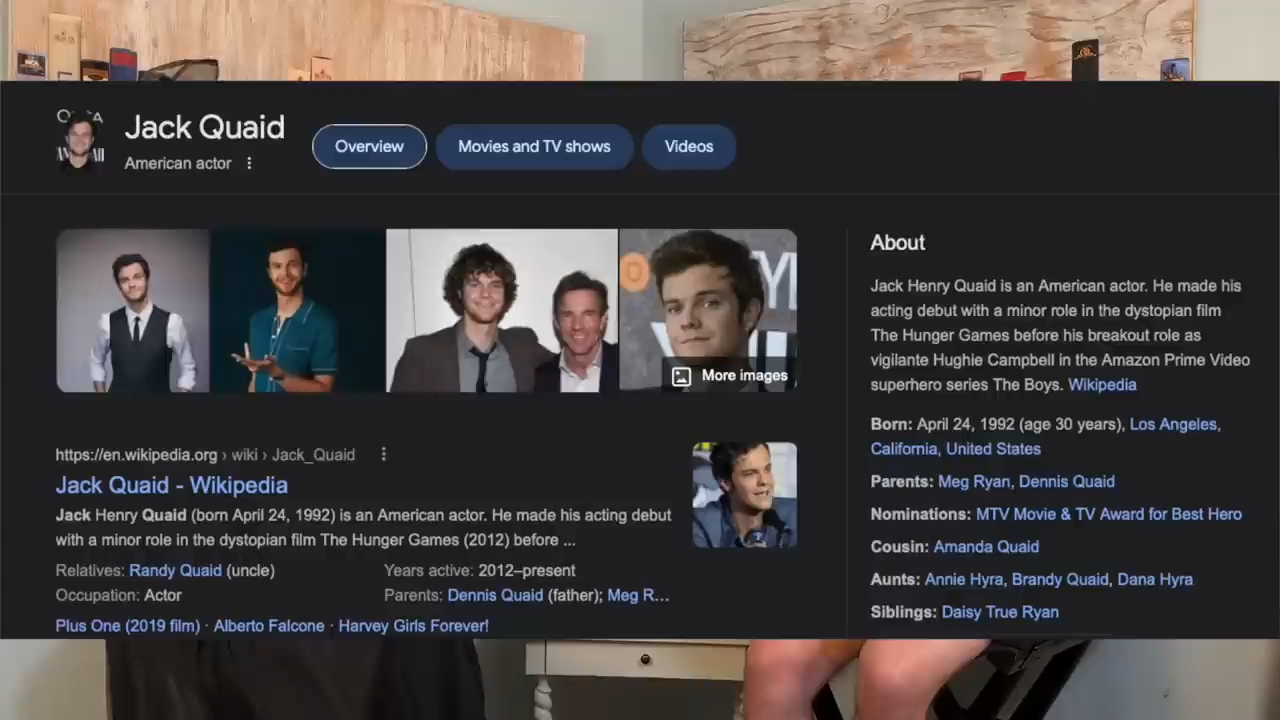 Jack Quaid
American actor
Overview
Movies and TV shows
Videos
More images
https://en.wikipedia.org › wiki › Jack_Quaid
Jack Quaid - Wikipedia
Jack Henry Quaid (born April 24, 1992) is an American actor. He made his acting debut
with a minor role in the dystopian film The Hunger Games (2012) before ...
Relatives: Randy Quaid (uncle)
Years active: 2012–present
Occupation: Actor
Parents: Dennis Quaid (father); Meg R...
Plus One (2019 film) · Alberto Falcone · Harvey Girls Forever!
About
Jack Henry Quaid is an American actor. He made his
acting debut with a minor role in the dystopian film
The Hunger Games before his breakout role as
vigilante Hughie Campbell in the Amazon Prime Video
superhero series The Boys. Wikipedia
Born: April 24, 1992 (age 30 years), Los Angeles,
California, United States
Parents: Meg Ryan, Dennis Quaid
Nominations: MTV Movie & TV Award for Best Hero
Cousin: Amanda Quaid
Aunts: Annie Hyra, Brandy Quaid, Dana Hyra
Siblings: Daisy True Ryan